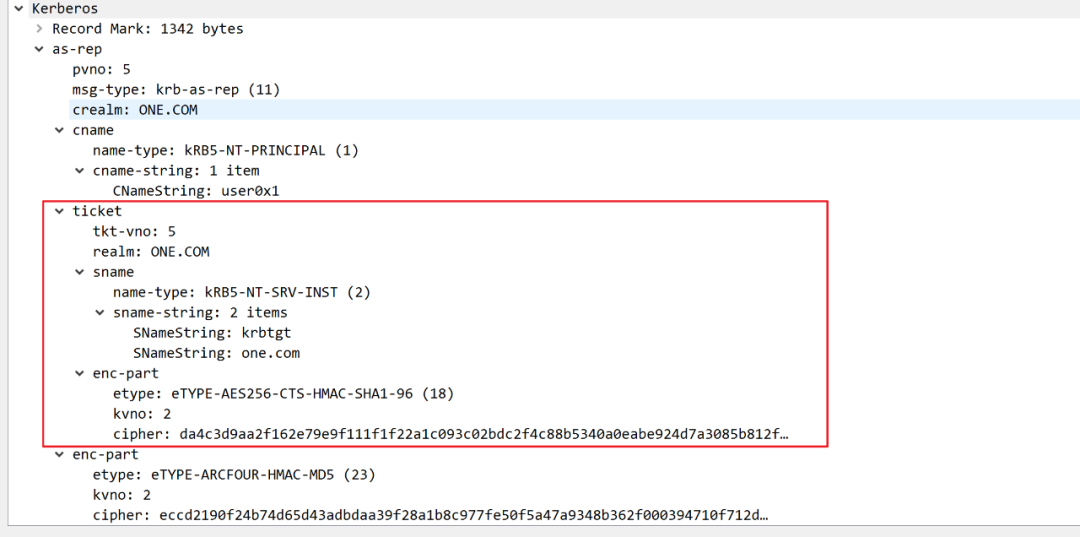 Kerberos
Record Mark: 1342 bytes
as-rep
pvno: 5
msg-type: krb-as-rep (11)
crealm: ONE.COM
cname
name-type: kRB5-NT-PRINCIPAL (1)
cname-string: 1 item
CNameString: user0x1
ticket
tkt-vno: 5
realm: ONE.COM
sname
name-type: kRB5-NT-SRV-INST (2)
sname-string: 2 items
SNameString: krbtgt
SNameString: one.com
enc-part
etype: eTYPE-AES256-CTS-HMAC-SHA1-96 (18)
kvno: 2
cipher: da4c3d9aa2f162e79e9f111f1f22a1c093c02bdc2f4c88b5340a0eabe924d7a3085b812f…
enc-part
etype: eTYPE-ARCFOUR-HMAC-MD5 (23)
kvno: 2
cipher: eccd2190f24b74d65d43adbdaa39f28a1b8c977fe50f5a47a9348b362f000394710f712d…